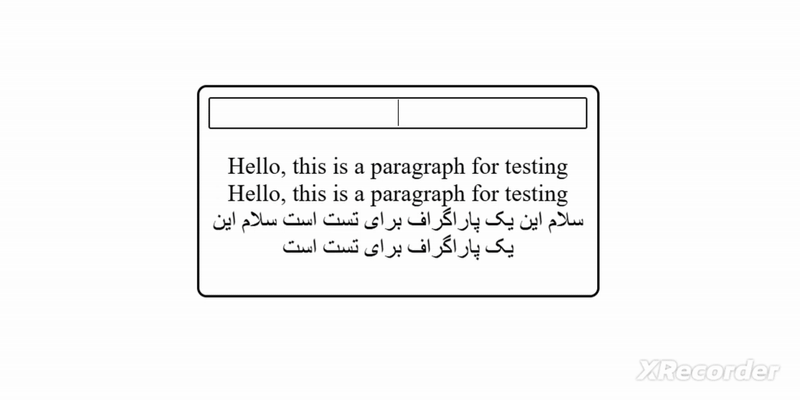 Hello, this is a paragraph for testing
Hello, this is a paragraph for testing
سلام این یک پاراگراف برای تست است سلام این
یک پاراگراف برای تست است
XRecorder